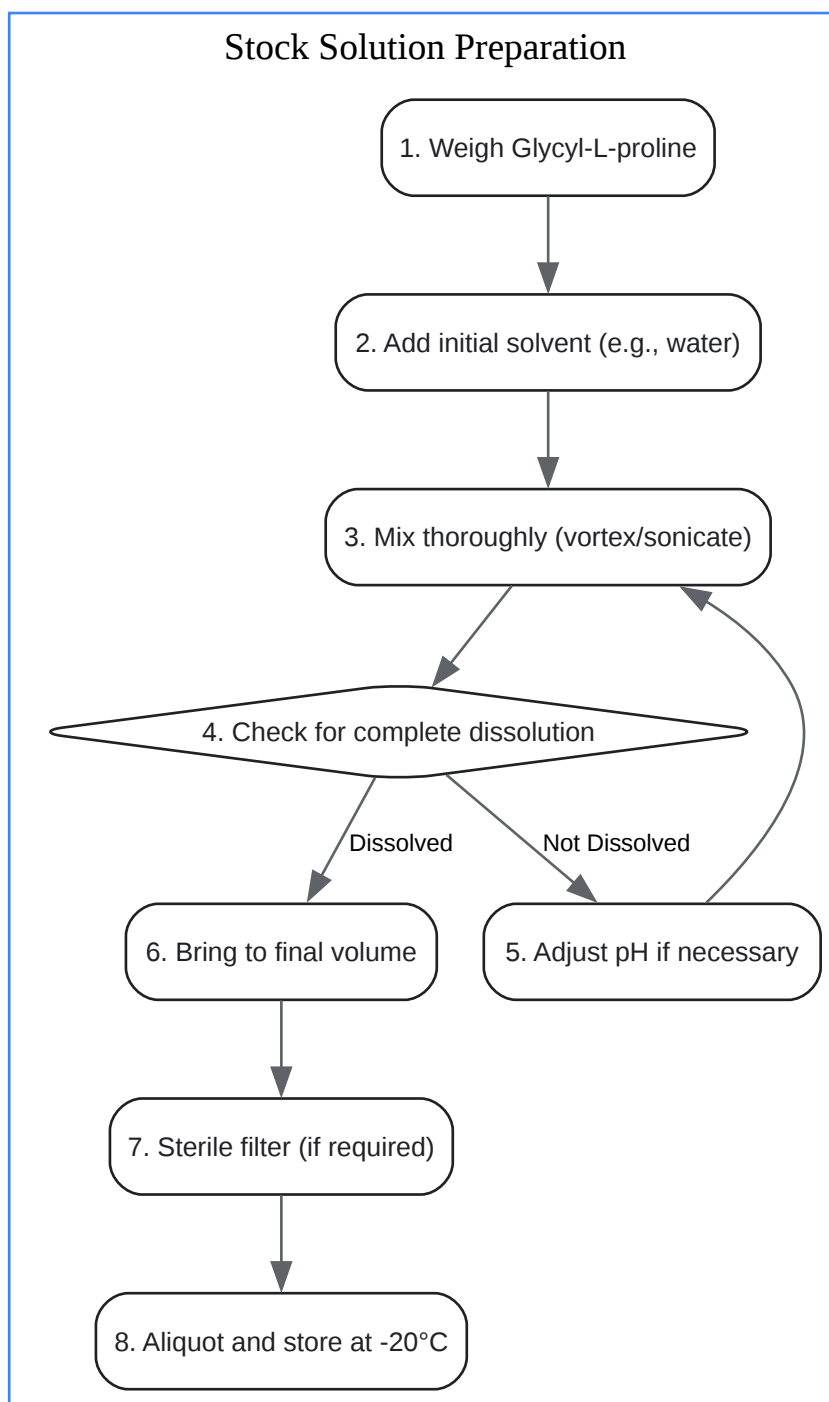 Stock Solution Preparation
1. Weigh Glycyl-L-proline
2. Add initial solvent (e.g., water)
3. Mix thoroughly (vortex/sonicate)
4. Check for complete dissolution
Dissolved
Not Dissolved
6. Bring to final volume
5. Adjust pH if necessary
7. Sterile filter (if required)
8. Aliquot and store at -20°C